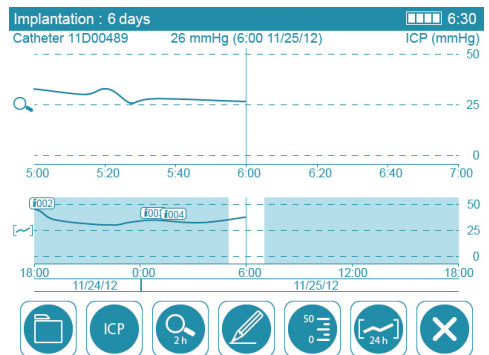 Implantation : 6 days 6:30
Catheter 11D00489 26 mmHg (6:00 11/25/12) ICP (mmHg)
50
25
0
5:00 5:20 5:40 6:00 6:20 6:40 7:00
i002 50
i003 i004
25
0
18:00 0:00 6:00 12:00 18:00
11/24/12 11/25/12
ICP 2 h 50 0 24 h